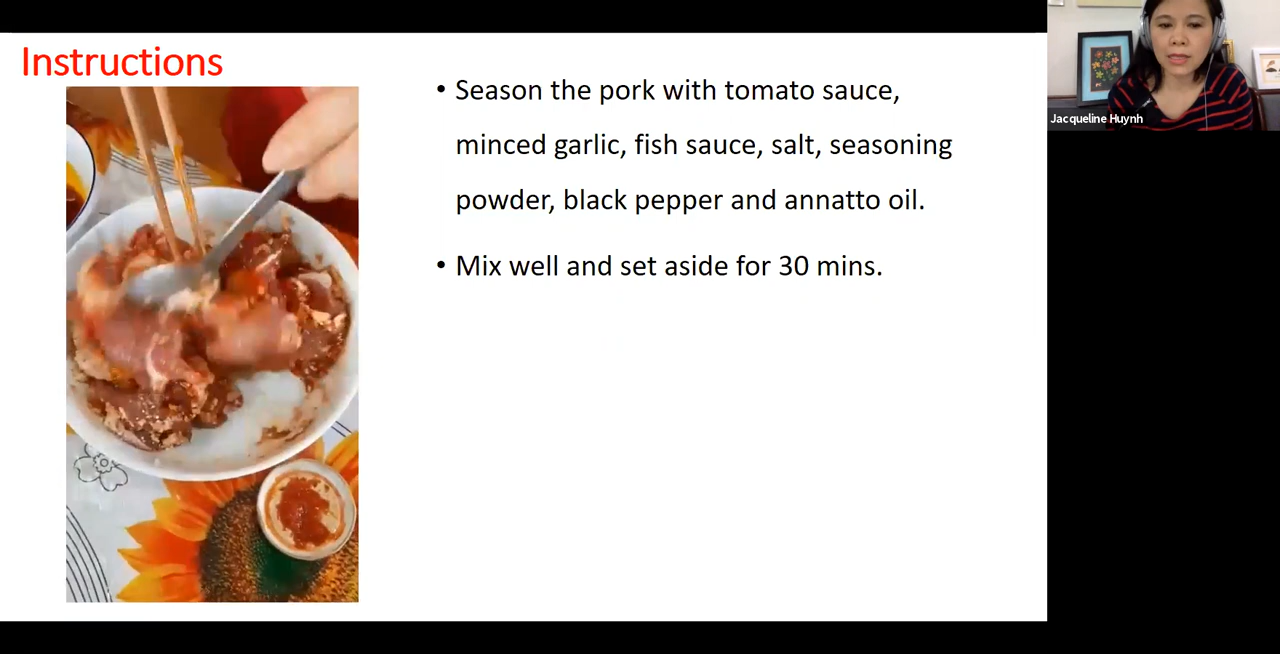 Instructions
• Season the pork with tomato sauce,
minced garlic, fish sauce, salt, seasoning
powder, black pepper and annatto oil.
• Mix well and set aside for 30 mins.
Jacqueline Huynh